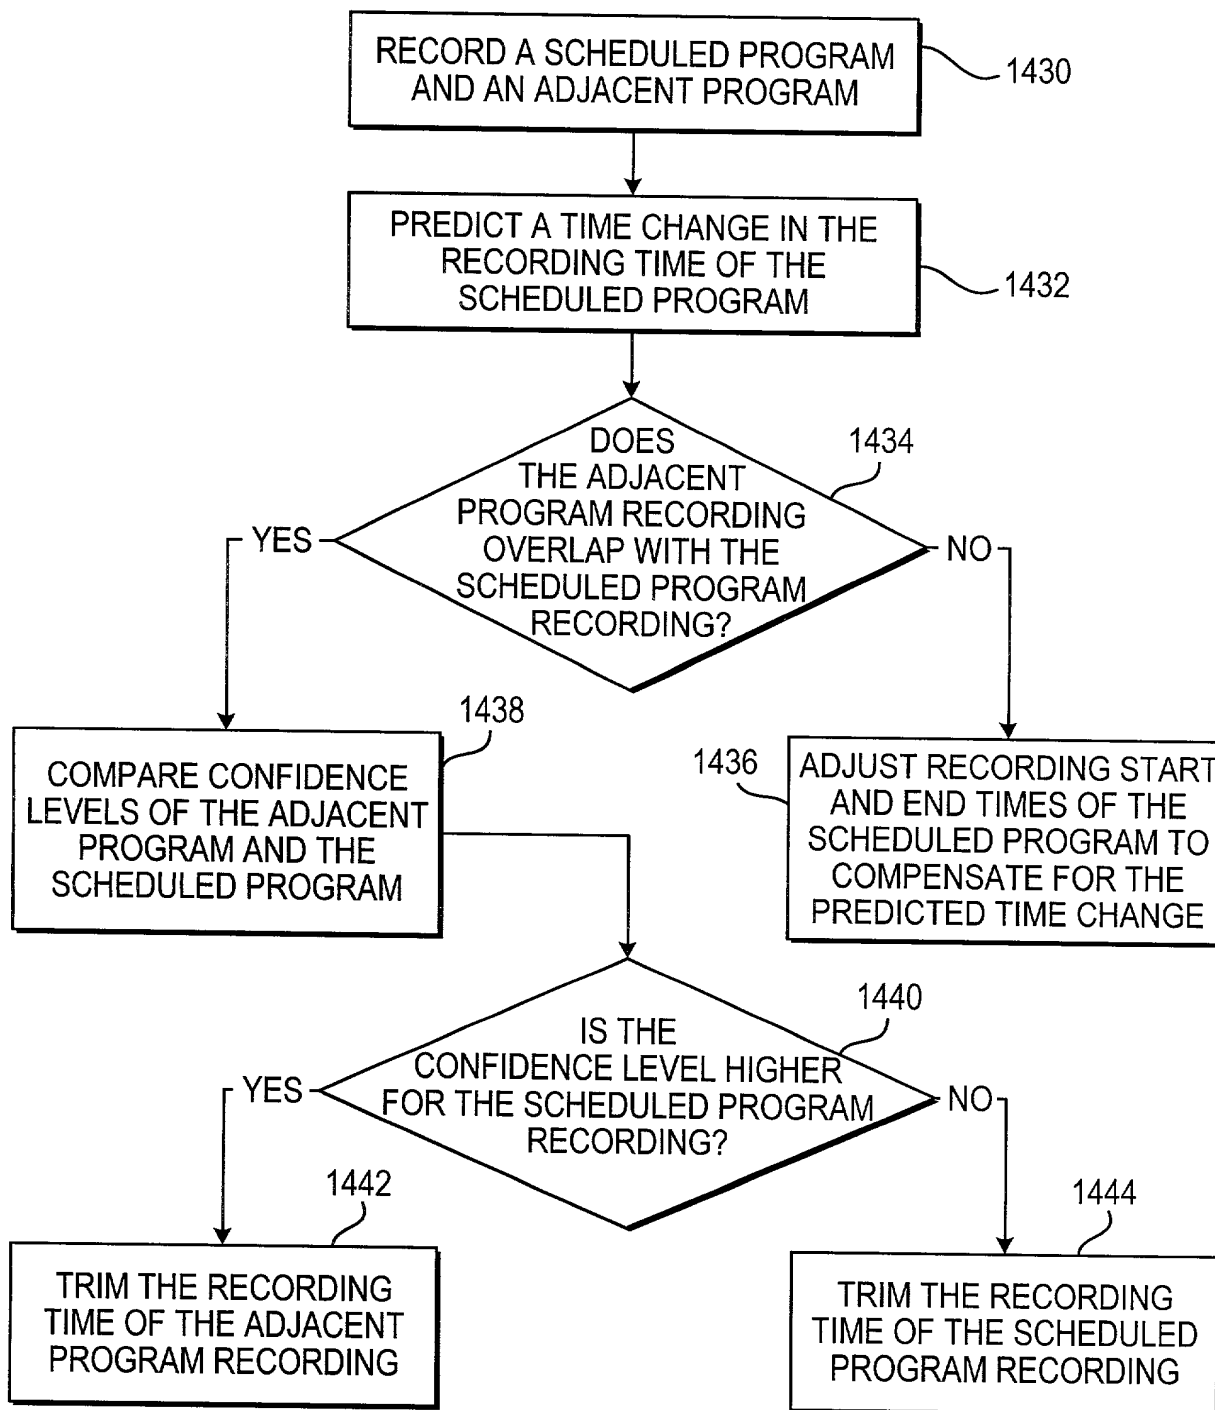 RECORD A SCHEDULED PROGRAM
AND AN ADJACENT PROGRAM
1430
PREDICT A TIME CHANGE IN THE
RECORDING TIME OF THE
SCHEDULED PROGRAM
1432
DOES
THE ADJACENT
PROGRAM RECORDING
OVERLAP WITH THE
SCHEDULED PROGRAM
RECORDING?
1434
YES
NO
1438
COMPARE CONFIDENCE
LEVELS OF THE ADJACENT
PROGRAM AND THE
SCHEDULED PROGRAM
1436
ADJUST RECORDING START
AND END TIMES OF THE
SCHEDULED PROGRAM TO
COMPENSATE FOR THE
PREDICTED TIME CHANGE
1440
IS THE
CONFIDENCE LEVEL HIGHER
FOR THE SCHEDULED PROGRAM
RECORDING?
YES
NO
1442
TRIM THE RECORDING
TIME OF THE ADJACENT
PROGRAM RECORDING
1444
TRIM THE RECORDING
TIME OF THE SCHEDULED
PROGRAM RECORDING